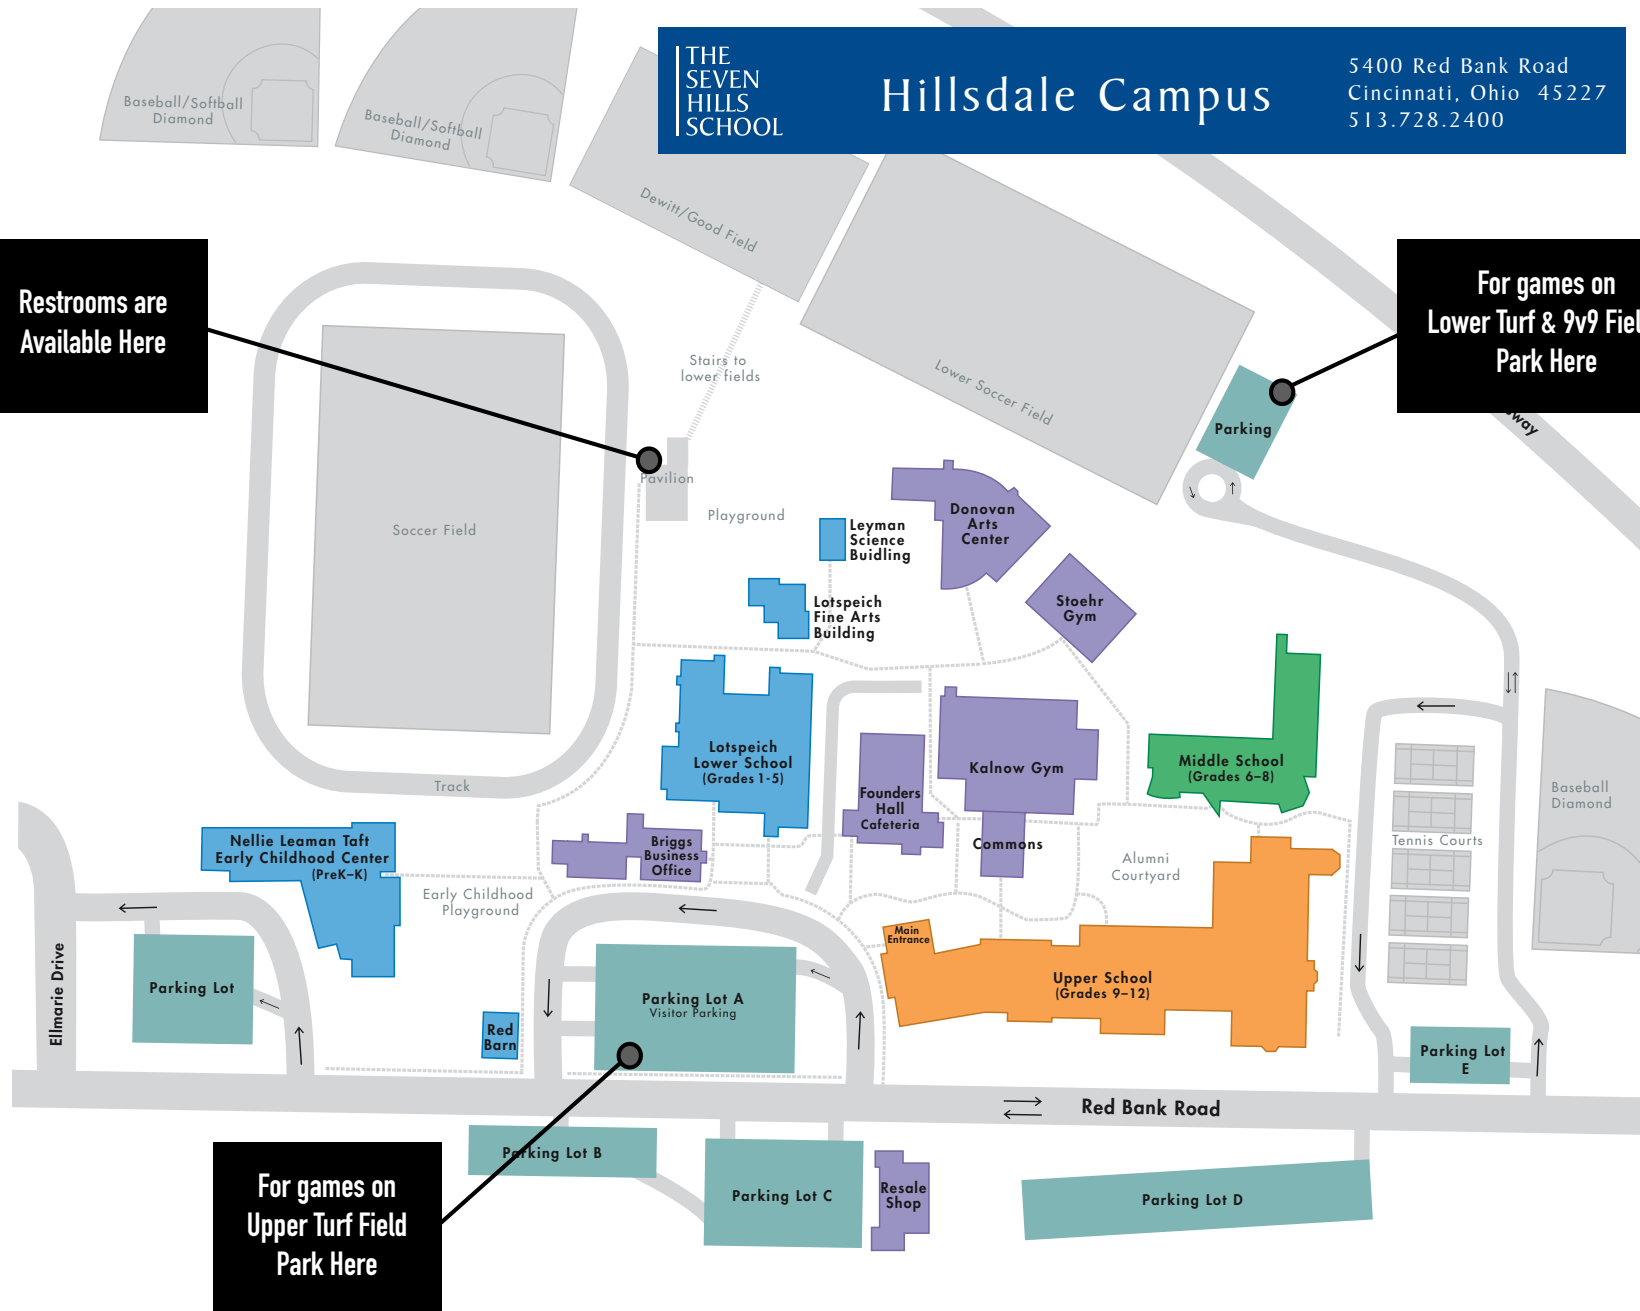 THE
SEVEN
HILLS
SCHOOL
Hillsdale Campus
5400 Red Bank Road
Cincinnati, Ohio 45227
513.728.2400
Baseball/Softball
Diamond
Baseball/Softball
Diamond
Dewitt/Good Field
Restrooms are
Available Here
For games on
Lower Turf & 9v9
Park Here
Stairs to
lower fields
Lower Soccer Field
Parking
Pavilion
Soccer Field
Playground
Leyman
Science
Buidling
Donovan
Arts
Center
Lotspeich
Fine Arts
Building
Stoehr
Gym
Lotspeich
Lower School
(Grades 1-5)
Kalnow Gym
Middle School
(Grades 6–8)
Track
Founders
Hall
Cafeteria
Baseball
Diamond
Nellie Leaman Taft
Early Childhood Center
(PreK–K)
Briggs
Business
Office
Commons
Tennis Courts
Alumni
Courtyard
Early Childhood
Playground
Main
Entrance
Ellmarie Drive
Parking Lot
Parking Lot A
Visitor Parking
Upper School
(Grades 9–12)
Red
Barn
Parking Lot
E
Red Bank Road
Parking Lot B
For games on
Upper Turf Field
Park Here
Parking Lot C
Resale
Shop
Parking Lot D